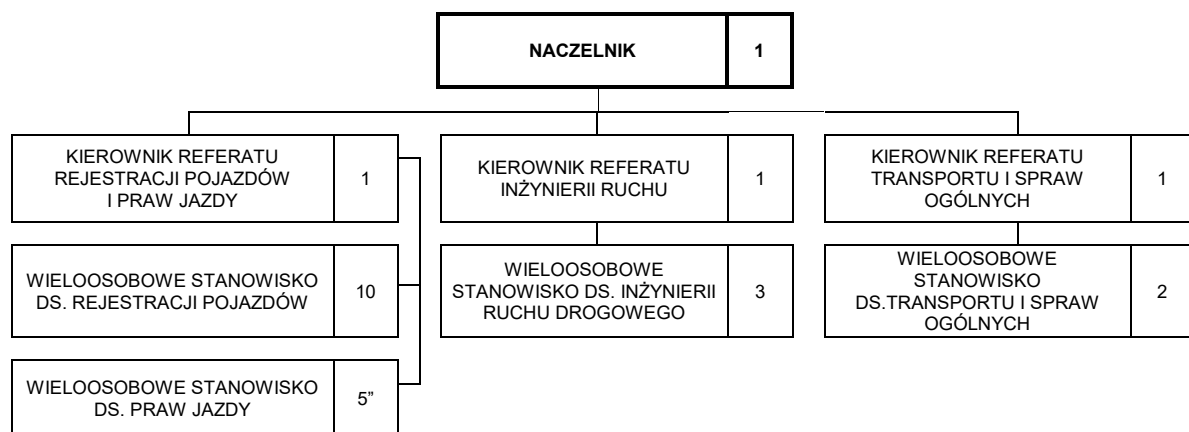 NACZELNIK
1
KIEROWNIK REFERATU
REJESTRACJI POJAZDÓW
I PRAW JAZDY
1
KIEROWNIK REFERATU
INŻYNIERII RUCHU
1
KIEROWNIK REFERATU
TRANSPORTU I SPRAW
OGÓLNYCH
1
WIELOOSOBOWE STANOWISKO
DS. REJESTRACJI POJAZDÓW
10
WIELOOSOBOWE
STANOWISKO DS. INŻYNIERII
RUCHU DROGOWEGO
3
WIELOOSOBOWE
STANOWISKO
DS.TRANSPORTU I SPRAW
OGÓLNYCH
2
WIELOOSOBOWE STANOWISKO
DS. PRAW JAZDY
5”